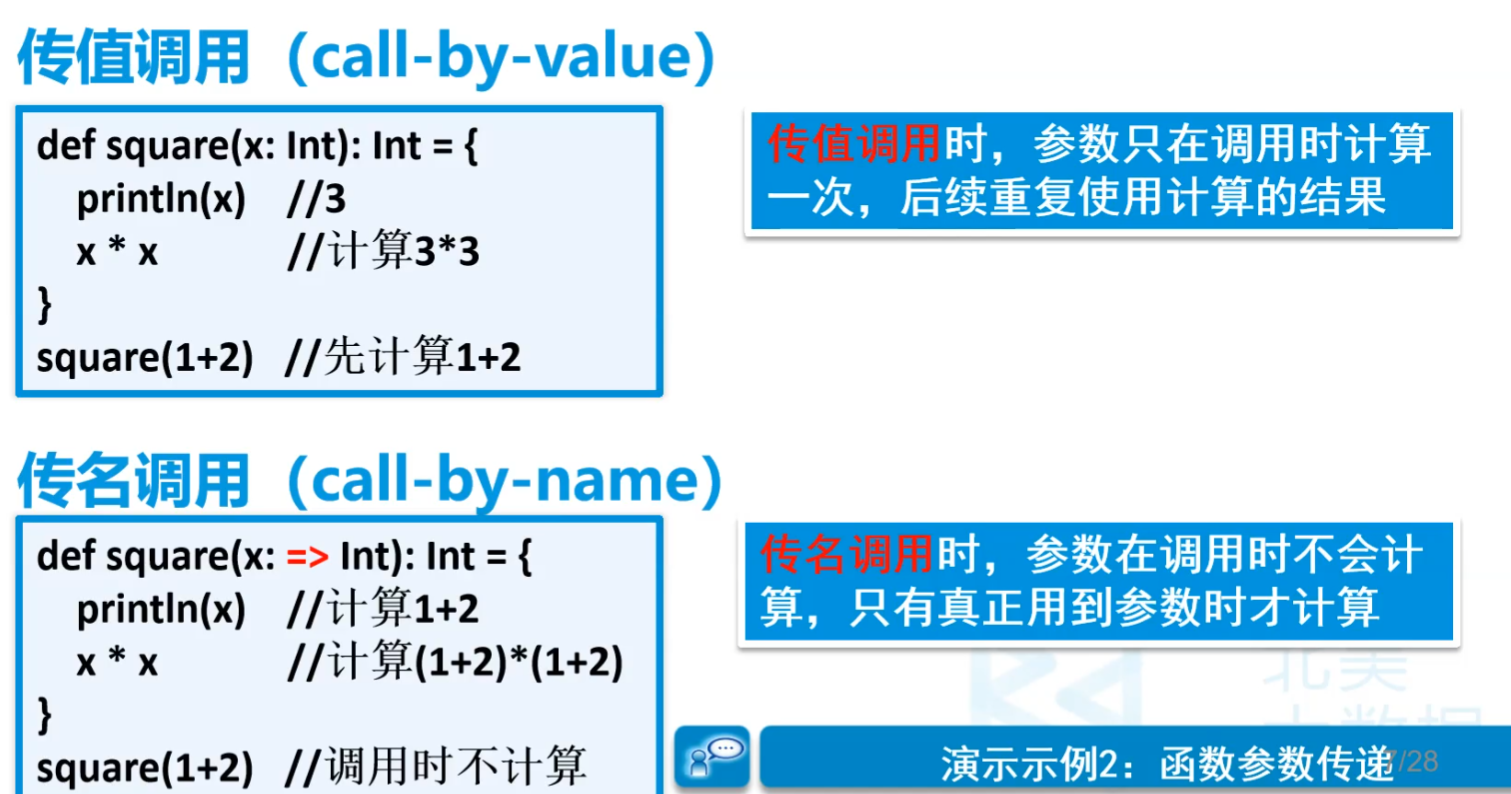 传值调用（call-by-value）
def square(x: Int): Int = {
println(x) //3
x * x //计算3*3
}
square(1+2) //先计算1+2
传值调用时，参数只在调用时计算
一次，后续重复使用计算的结果
传名调用（call-by-name）
def square(x: => Int): Int = {
println(x) //计算1+2
x * x //计算(1+2)*(1+2)
}
square(1+2) //调用时不计算
传名调用时，参数在调用时不会计
算，只有真正用到参数时才计算
北美
大数据
演示示例2：函数参数传递
7/28